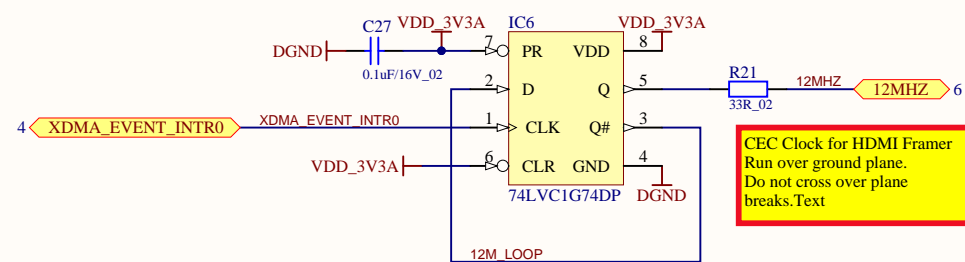 C27
VDD_3V3A
IC6
VDD_3V3A
DGND
7
PR
VDD
8
0.1uF/16V_02
2
D
Q
5
R21
12MHZ
12MHZ
6
33R_02
4
XDMA_EVENT_INTR0
XDMA_EVENT_INTR0
1
CLK
Q#
3
VDD_3V3A
6
CLR
GND
4
DGND
74LVC1G74DP
CEC Clock for HDMI Framer
Run over ground plane.
Do not cross over plane
breaks.Text
12M_LOOP